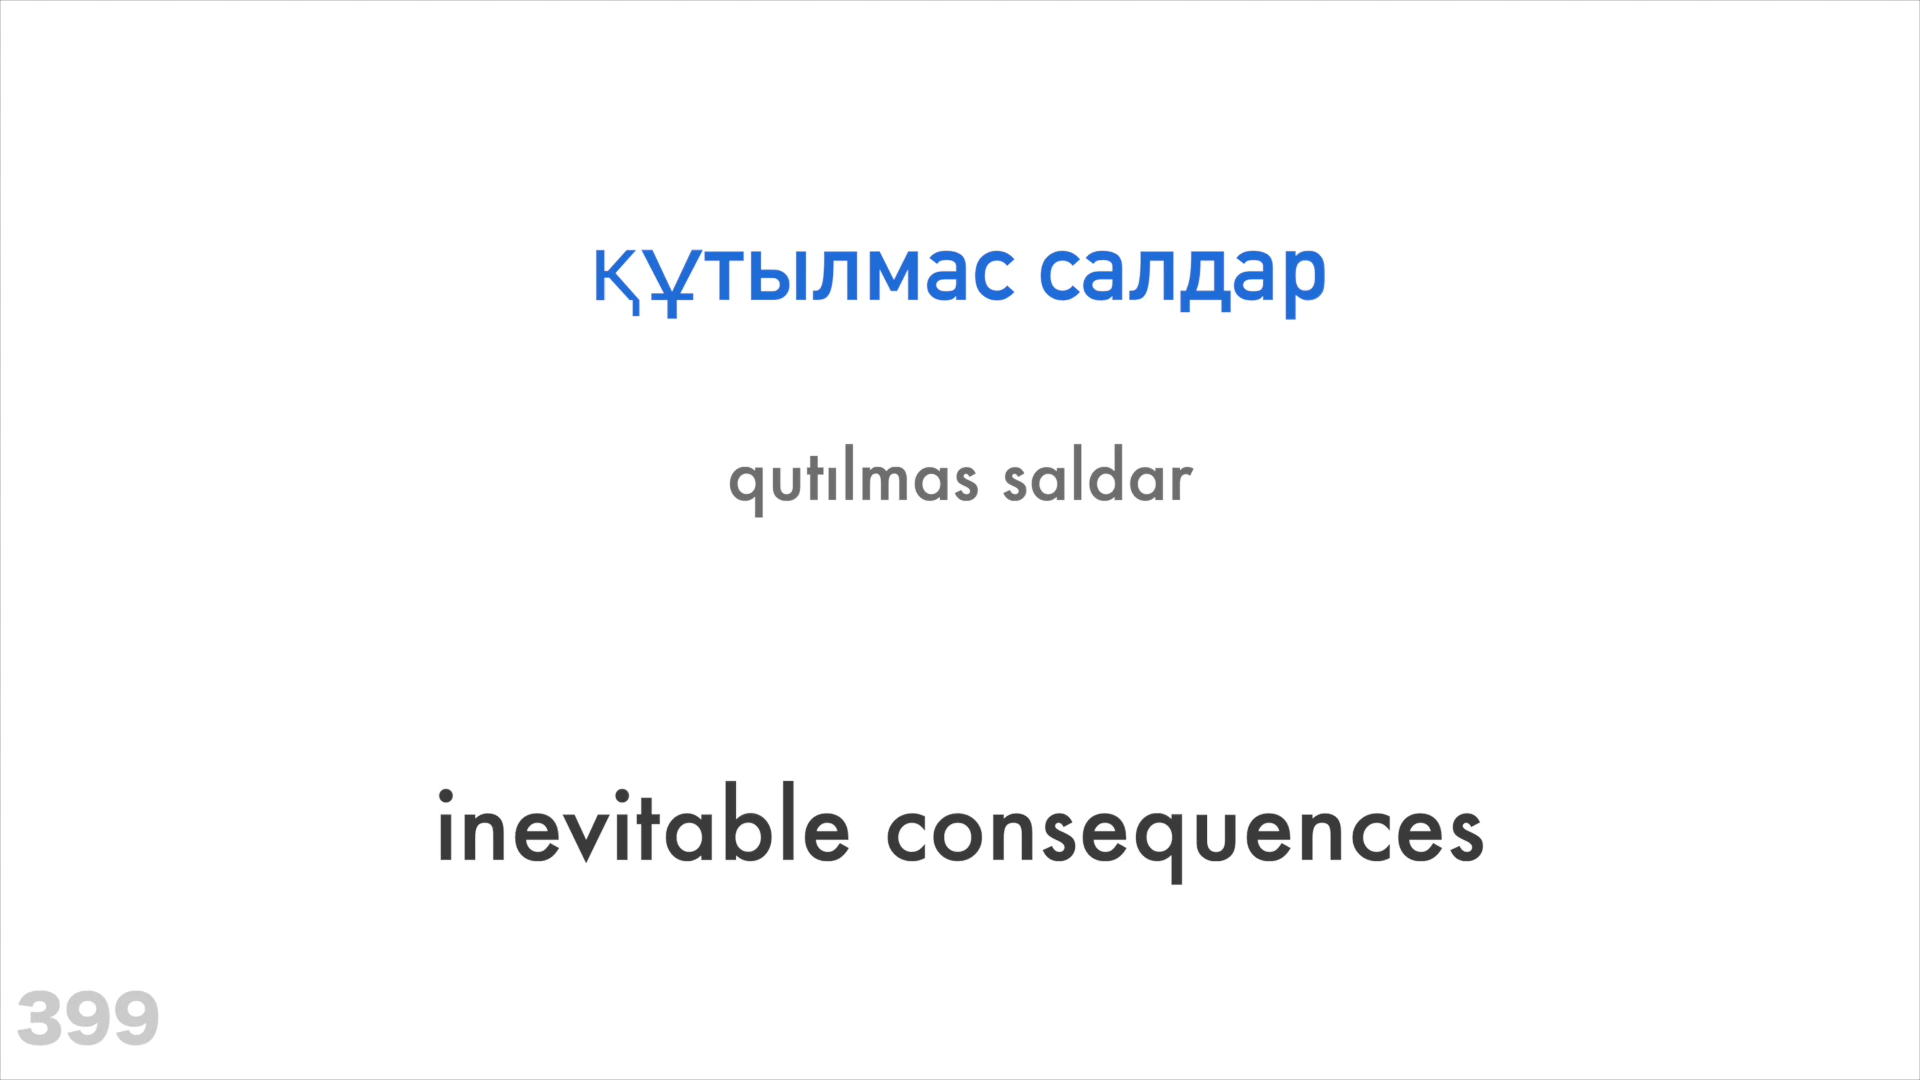 құтылмас салдар
qutılmas saldar
inevitable consequences
399